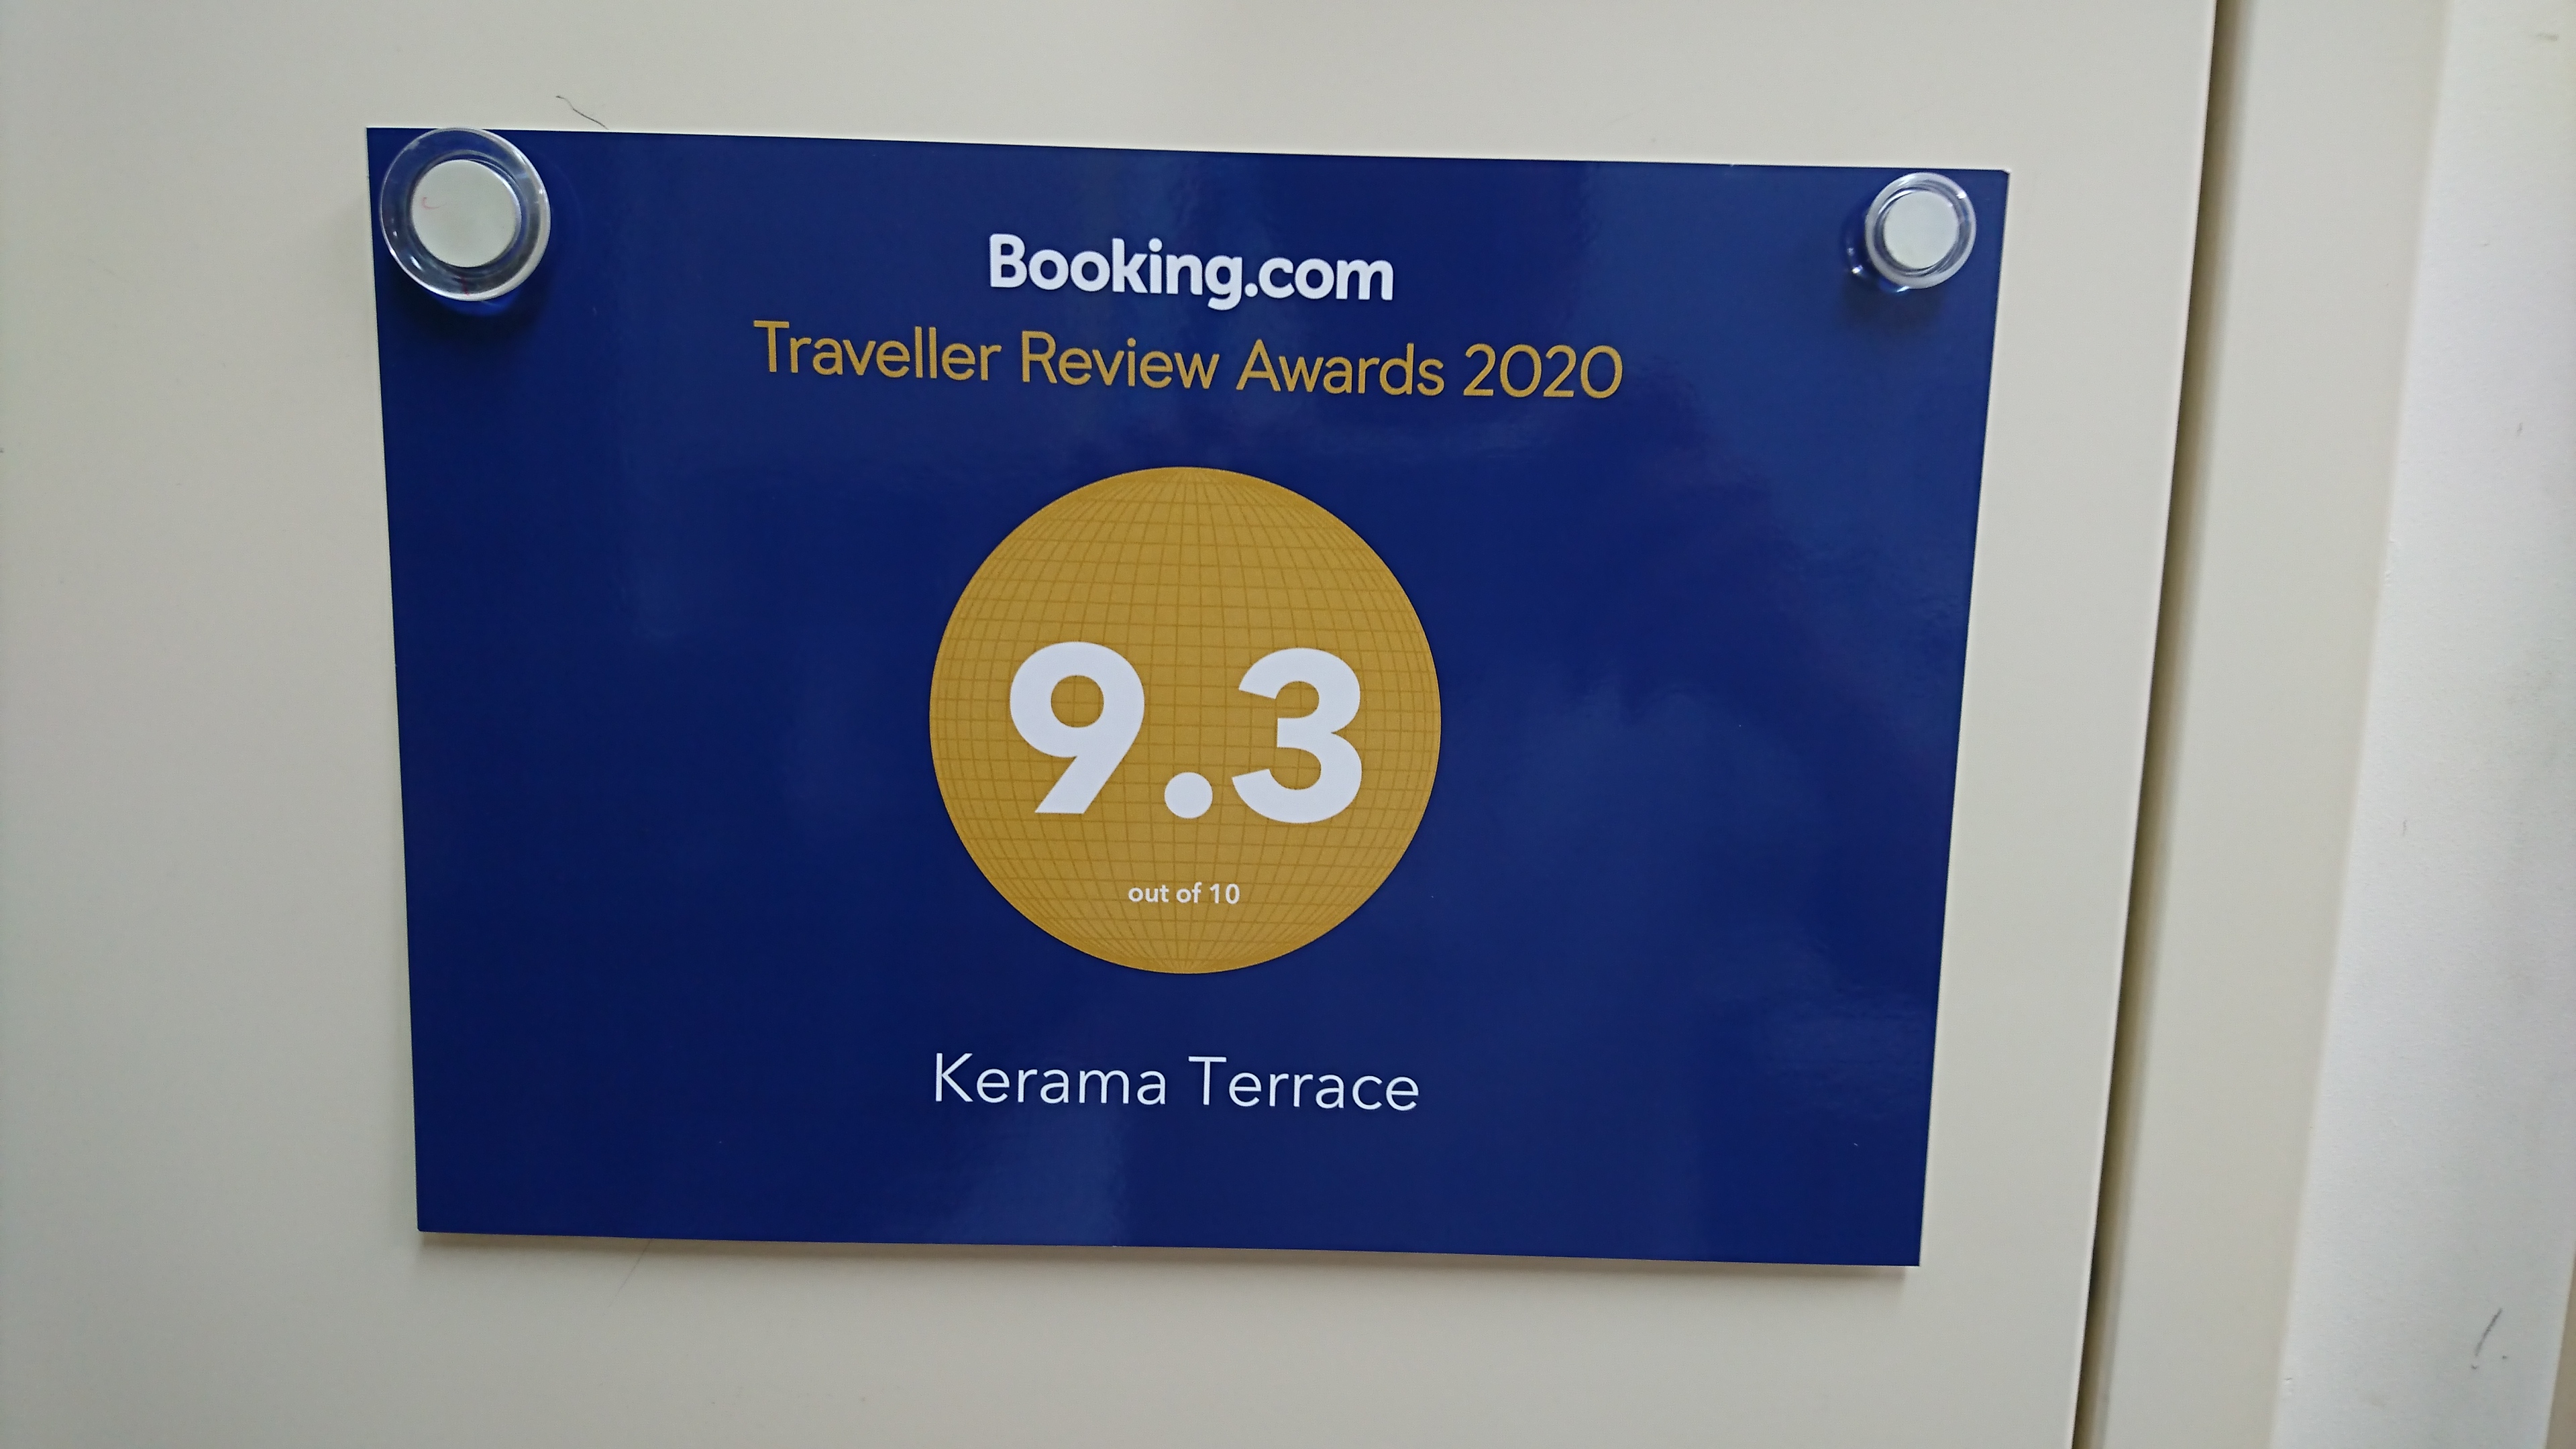 Booking.com
Traveller Review Awards 2020
9.3
out of 10
Kerama Terrace